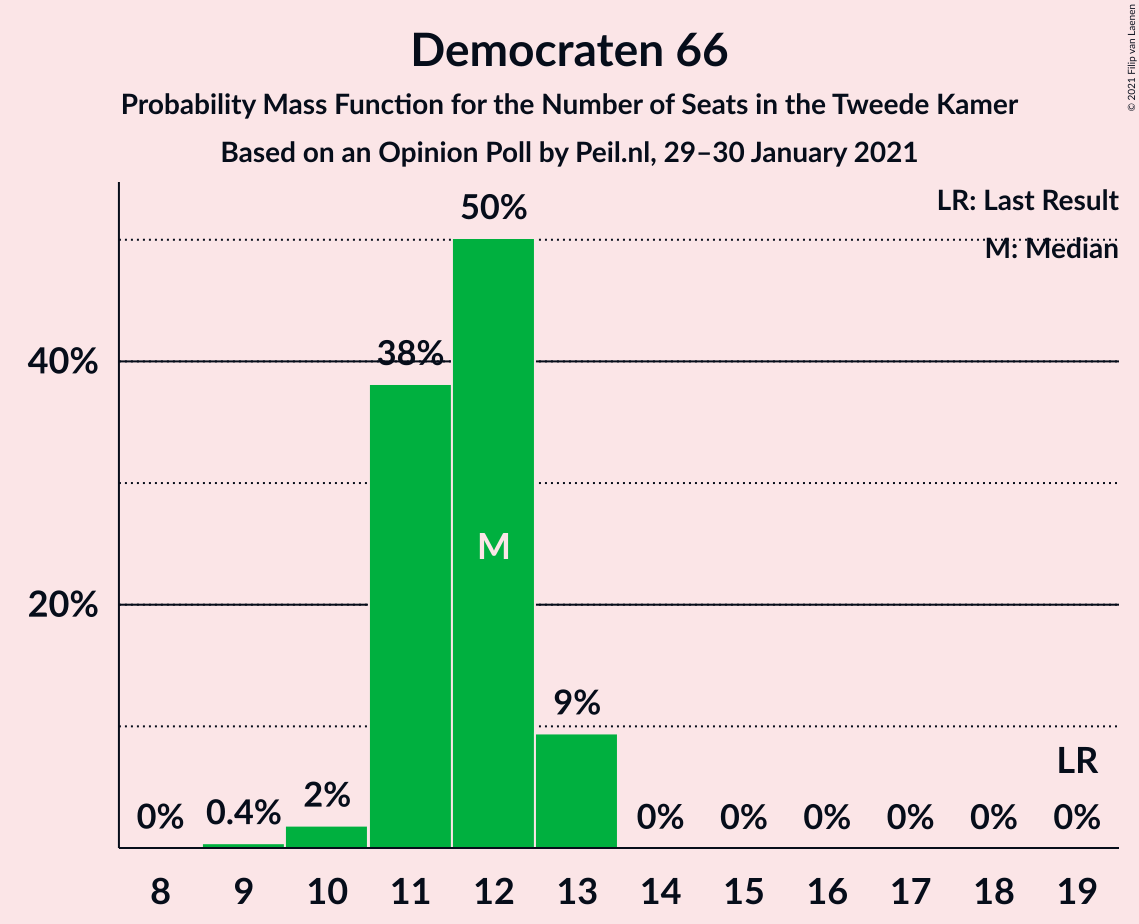 Democraten 66
Probability Mass Function for the Number of Seats in the Tweede Kamer
Based on an Opinion Poll by Peil.nl, 29–30 January 2021
© 2021 Filip van Laenen
LR: Last Result
M: Median
50%
38%
40%
M
20%
9%
LR
0% 0.4% 2% 0% 0% 0% 0% 0% 0%
8 9 10 11 12 13 14 15 16 17 18 19